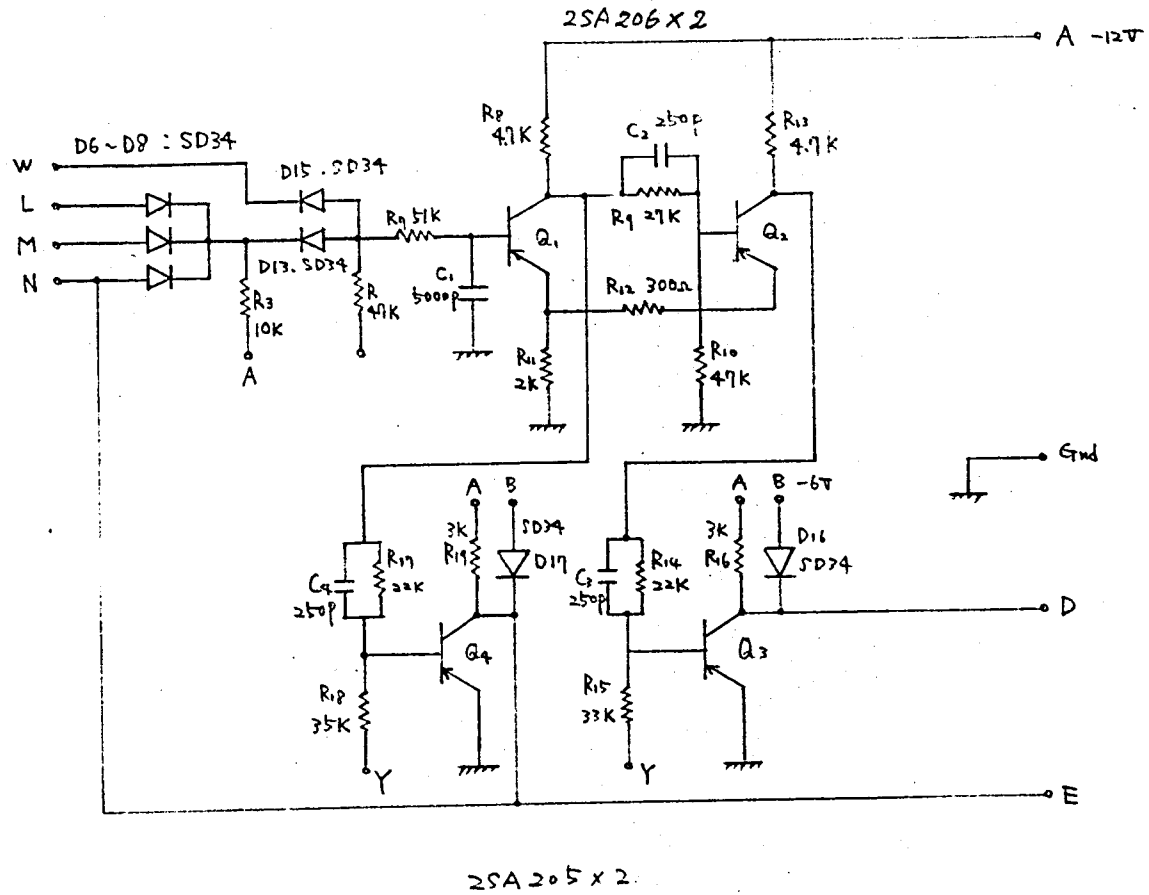 2SA206×2
A -12V
R8
4.7K
C2 250p
R13
4.7K
D6~D8 : SD34
W
D15. SD34
L
R7 51K
R9 27K
Q1
Q2
M
N
D13. SD34
C1
5000p
R12 300Ω
R3
10K
R
47K
A
R11
2K
R10
47K
Gnd
A B
A B -6V
3K
R19
SD34
D17
3K
R16
D16
SD34
C4
250p
R17
22K
C3
250p
R14
22K
D
Q4
Q3
R18
35K
R15
33K
Y
Y
E
2SA205×2